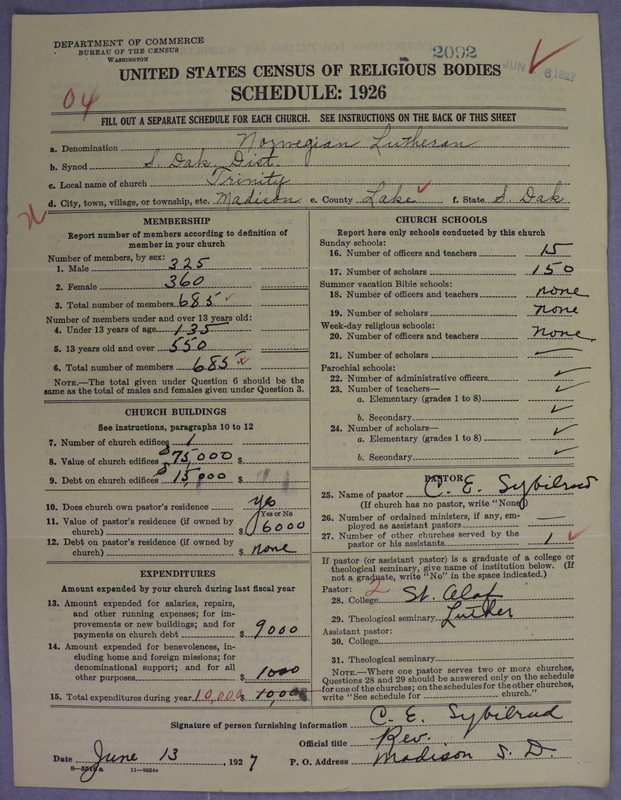 DEPARTMENT OF COMMERCE
BUREAU OF THE CENSUS
WASHINGTON
2092
JUN 6 1927
UNITED STATES CENSUS OF RELIGIOUS BODIES
SCHEDULE: 1926
04
FILL OUT A SEPARATE SCHEDULE FOR EACH CHURCH. SEE INSTRUCTIONS ON THE BACK OF THIS SHEET
a. Denomination Norwegian Lutheran
b. Synod S. Dak. Dist.
c. Local name of church Trinity
d. City, town, village, or township, etc. Madison e. County Lake f. State S. Dak
MEMBERSHIP
Report number of members according to definition of
member in your church
Number of members, by sex:
1. Male 325
2. Female 360
3. Total number of members 685
Number of members under and over 13 years old:
4. Under 13 years of age 135
5. 13 years old and over 550
6. Total number of members 685
NOTE.—The total given under Question 6 should be the
same as the total of males and females given under Question 3.
CHURCH BUILDINGS
See instructions, paragraphs 10 to 12
7. Number of church edifices 1
8. Value of church edifices $75,000 $
9. Debt on church edifices $15,000 $
10. Does church own pastor's residence yes
Yes or No
11. Value of pastor's residence (if owned by
church) $6000
12. Debt on pastor's residence (if owned by
church) $ none
EXPENDITURES
Amount expended by your church during last fiscal year
13. Amount expended for salaries, repairs,
and other running expenses; for im-
provements or new buildings; and for
payments on church debt $ 9000
14. Amount expended for benevolences, in-
cluding home and foreign missions; for
denominational support; and for all
other purposes $ 1000
15. Total expenditures during year 10,000 $ 10,000
CHURCH SCHOOLS
Report here only schools conducted by this church
Sunday schools:
16. Number of officers and teachers 15
17. Number of scholars 150
Summer vacation Bible schools:
18. Number of officers and teachers none
19. Number of scholars none
Week-day religious schools:
20. Number of officers and teachers none
21. Number of scholars —
Parochial schools:
22. Number of administrative officers ✓
23. Number of teachers—
a. Elementary (grades 1 to 8) ✓
b. Secondary ✓
24. Number of scholars—
a. Elementary (grades 1 to 8) ✓
b. Secondary ✓
PASTOR
25. Name of pastor C. E. Sybilrud
(If church has no pastor, write "None")
26. Number of ordained ministers, if any, em-
ployed as assistant pastors —
27. Number of other churches served by the
pastor or his assistants 1
If pastor (or assistant pastor) is a graduate of a college or
theological seminary, give name of institution below. (If
not a graduate, write "No" in the space indicated.)
Pastor: 2
28. College St. Olaf
29. Theological seminary Luther
Assistant pastor:
30. College
31. Theological seminary
NOTE.—Where one pastor serves two or more churches,
Questions 28 and 29 should be answered only on the schedule
for one of the churches; on the schedules for the other churches,
write "See schedule for church."
Signature of person furnishing information C. E. Sybilrud
Official title Rev.
Date June 13, 1927 P. O. Address Madison S. D.
11—9054a